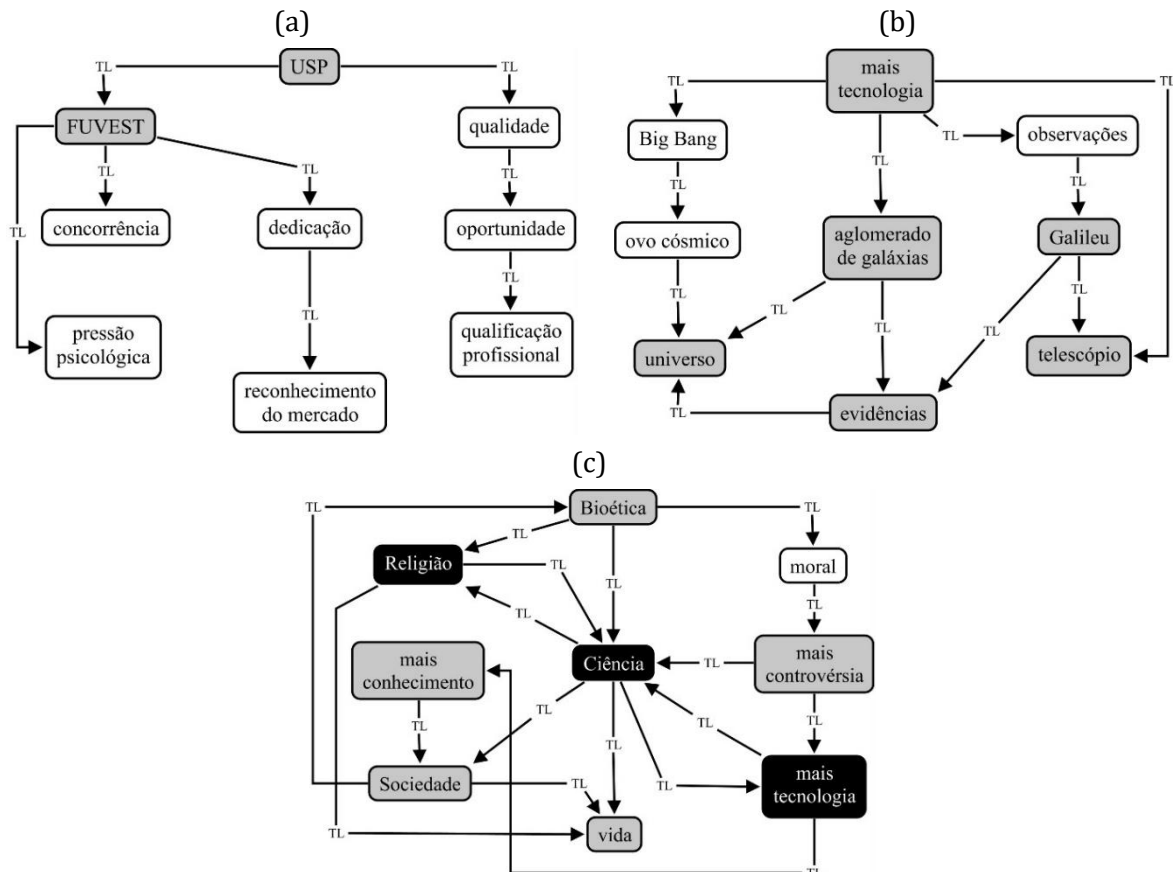 (a)
USP
TL
TL
FUVEST
qualidade
TL
TL
TL
TL
concorrência
dedicação
oportunidade
TL
TL
pressão
psicológica
qualificação
profissional
reconhecimento
do mercado
(b)
mais
tecnologia
TL
TL
TL
Big Bang
observações
TL
TL
TL
ovo cósmico
aglomerado
de galáxias
Galileu
TL
TL
TL
TL
TL
universo
telescópio
TL
evidências
(c)
TL
Bioética
TL
TL
Religião
TL
moral
TL
TL
TL
mais
conhecimento
Ciência
TL
mais
controvérsia
TL
TL
TL
TL
TL
Sociedade
TL
TL
mais
tecnologia
TL
vida
TL